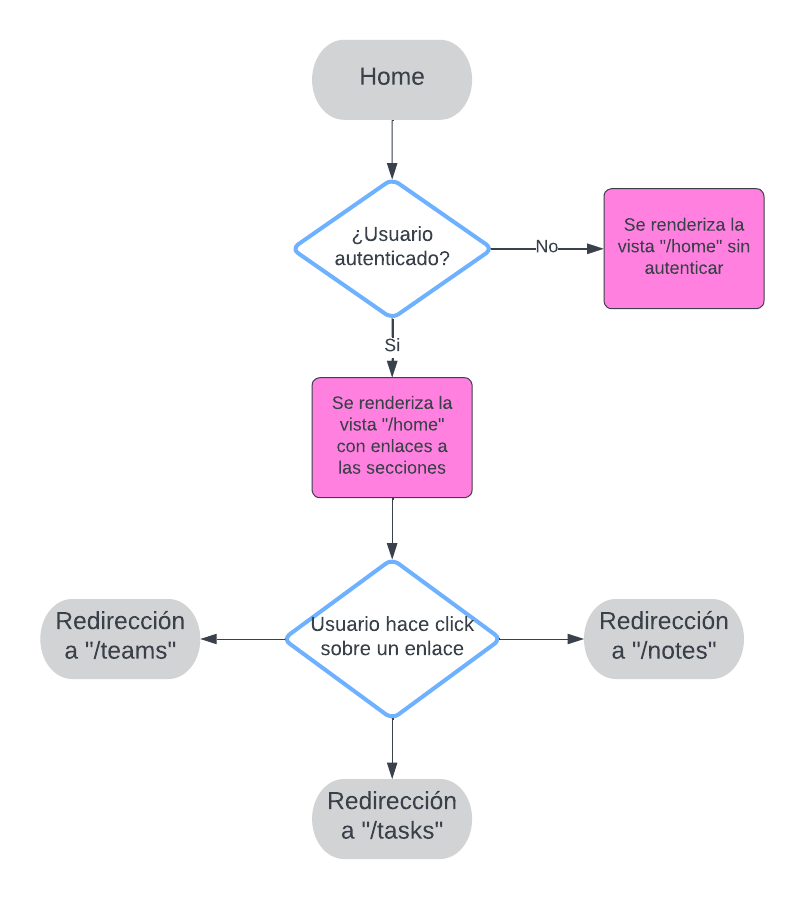 Home
¿Usuario
autenticado?
No
Se renderiza la
vista "/home" sin
autenticar
Si
Se renderiza la
vista "/home"
con enlaces a
las secciones
Usuario hace click
sobre un enlace
Redirección
a "/teams"
Redirección
a "/notes"
Redirección
a "/tasks"